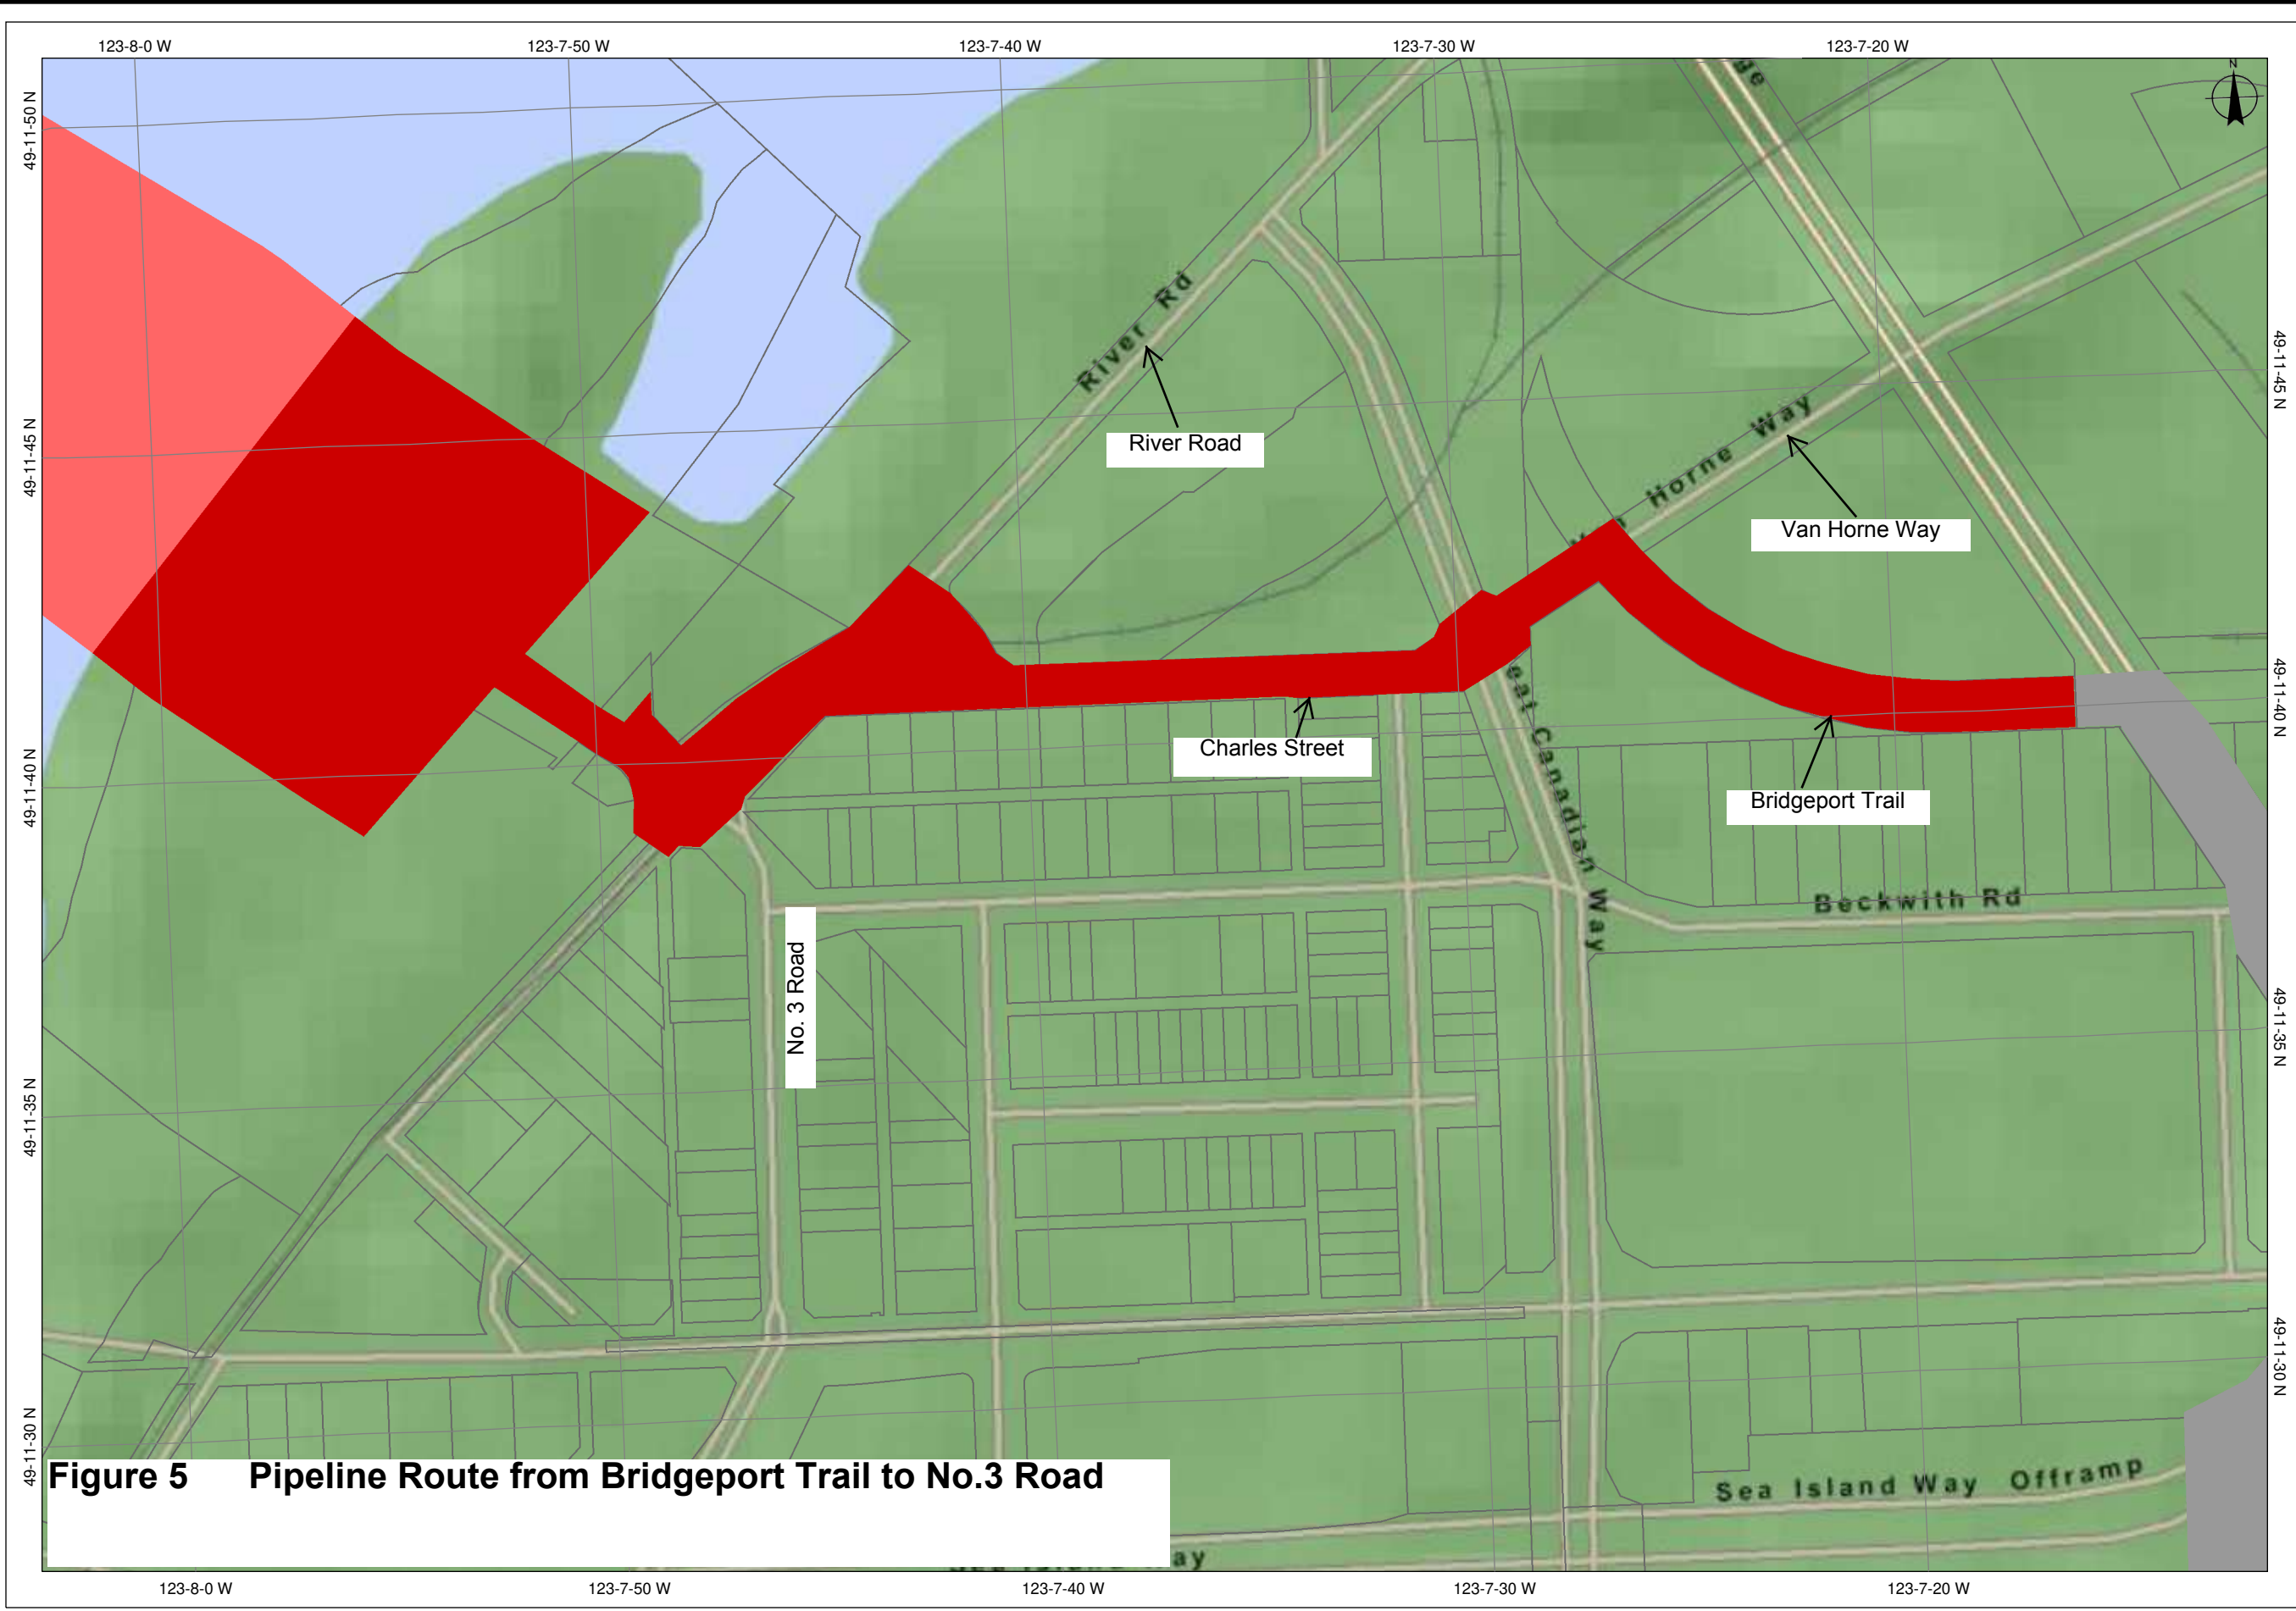 123-8-0 W
123-7-50 W
123-7-40 W
123-7-30 W
123-7-20 W
N
49-11-50 N
49-11-45 N
49-11-40 N
49-11-35 N
49-11-30 N
49-11-45 N
49-11-40 N
49-11-35 N
49-11-30 N
River Rd
River Road
Horne Way
Van Horne Way
Charles Street
Bridgeport Trail
Canadian Way
Beckwith Rd
No. 3 Road
Figure 5 Pipeline Route from Bridgeport Trail to No.3 Road
Sea Island Way Offramp
123-8-0 W
123-7-50 W
123-7-40 W
123-7-30 W
123-7-20 W